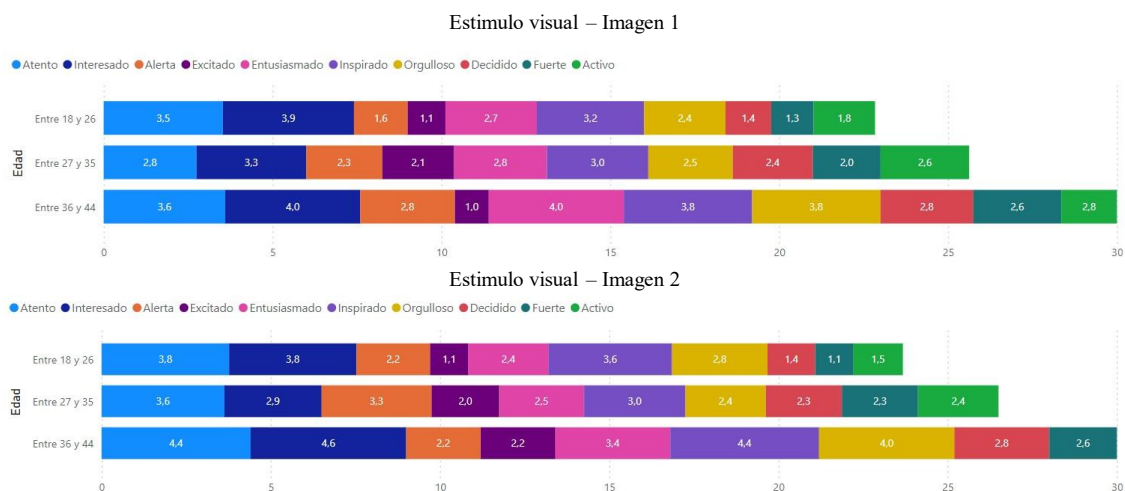 Estimulo visual – Imagen 1
Atento Interesado Alerta Excitado Entusiasmado Inspirado Orgulloso Decidido Fuerte Activo
Edad
Entre 18 y 26 3,5 3,9 1,6 1,1 2,7 3,2 2,4 1,4 1,3 1,8
Entre 27 y 35 2,8 3,3 2,3 2,1 2,8 3,0 2,5 2,4 2,0 2,6
Entre 36 y 44 3,6 4,0 2,8 1,0 4,0 3,8 3,8 2,8 2,6 2,8
0 5 10 15 20 25 30
Estimulo visual – Imagen 2
Atento Interesado Alerta Excitado Entusiasmado Inspirado Orgulloso Decidido Fuerte Activo
Edad
Entre 18 y 26 3,8 3,8 2,2 1,1 2,4 3,6 2,8 1,4 1,1 1,5
Entre 27 y 35 3,6 2,9 3,3 2,0 2,5 3,0 2,4 2,3 2,3 2,4
Entre 36 y 44 4,4 4,6 2,2 2,2 3,4 4,4 4,0 2,8 2,6
0 5 10 15 20 25 30